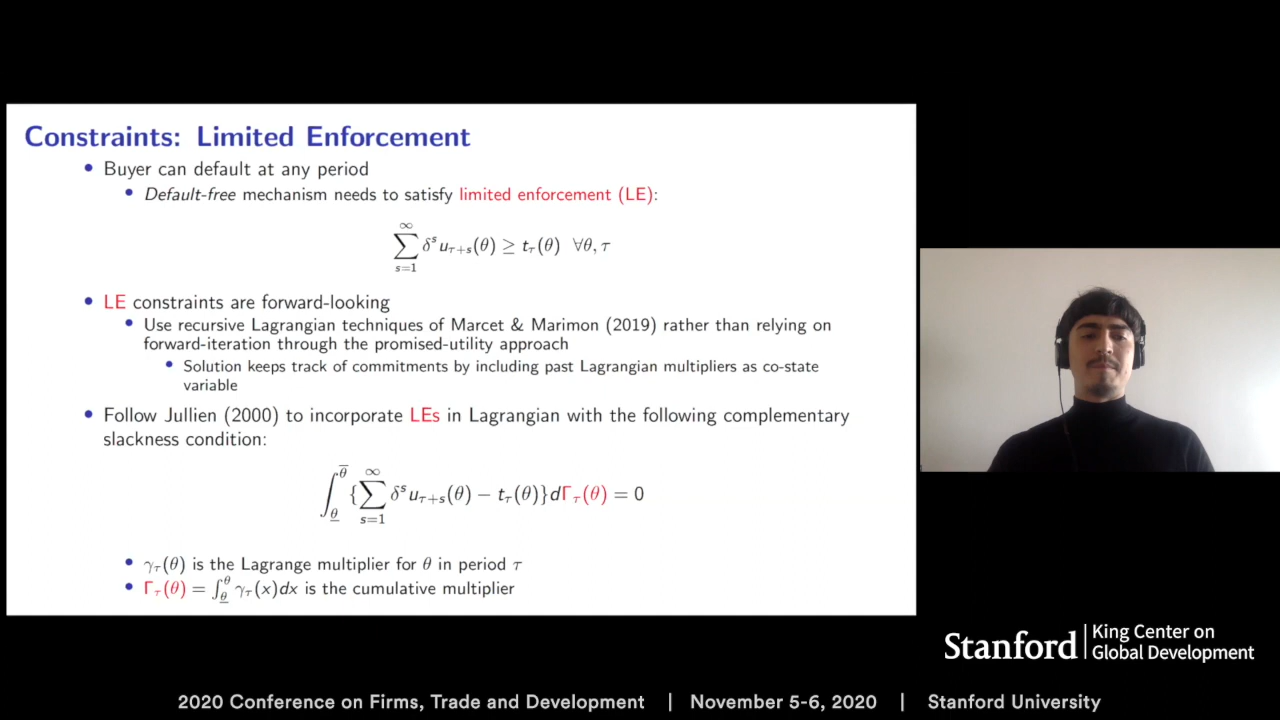 Constraints: Limited Enforcement
• Buyer can default at any period
• Default-free mechanism needs to satisfy limited enforcement (LE):
∑_{s=1}^{∞} δ^s u_{τ+s}(θ) ≥ t_τ(θ) ∀θ, τ
• LE constraints are forward-looking
• Use recursive Lagrangian techniques of Marcet & Marimon (2019) rather than relying on
forward-iteration through the promised-utility approach
• Solution keeps track of commitments by including past Lagrangian multipliers as co-state
variable
• Follow Jullien (2000) to incorporate LEs in Lagrangian with the following complementary
slackness condition:
∫_{θ̲}^{θ̅} {∑_{s=1}^{∞} δ^s u_{τ+s}(θ) − t_τ(θ)}dΓ_τ(θ) = 0
• γ_τ(θ) is the Lagrange multiplier for θ in period τ
• Γ_τ(θ) = ∫_{θ̲}^{θ} γ_τ(x)dx is the cumulative multiplier
Stanford | King Center on
Global Development
2020 Conference on Firms, Trade and Development | November 5-6, 2020 | Stanford University